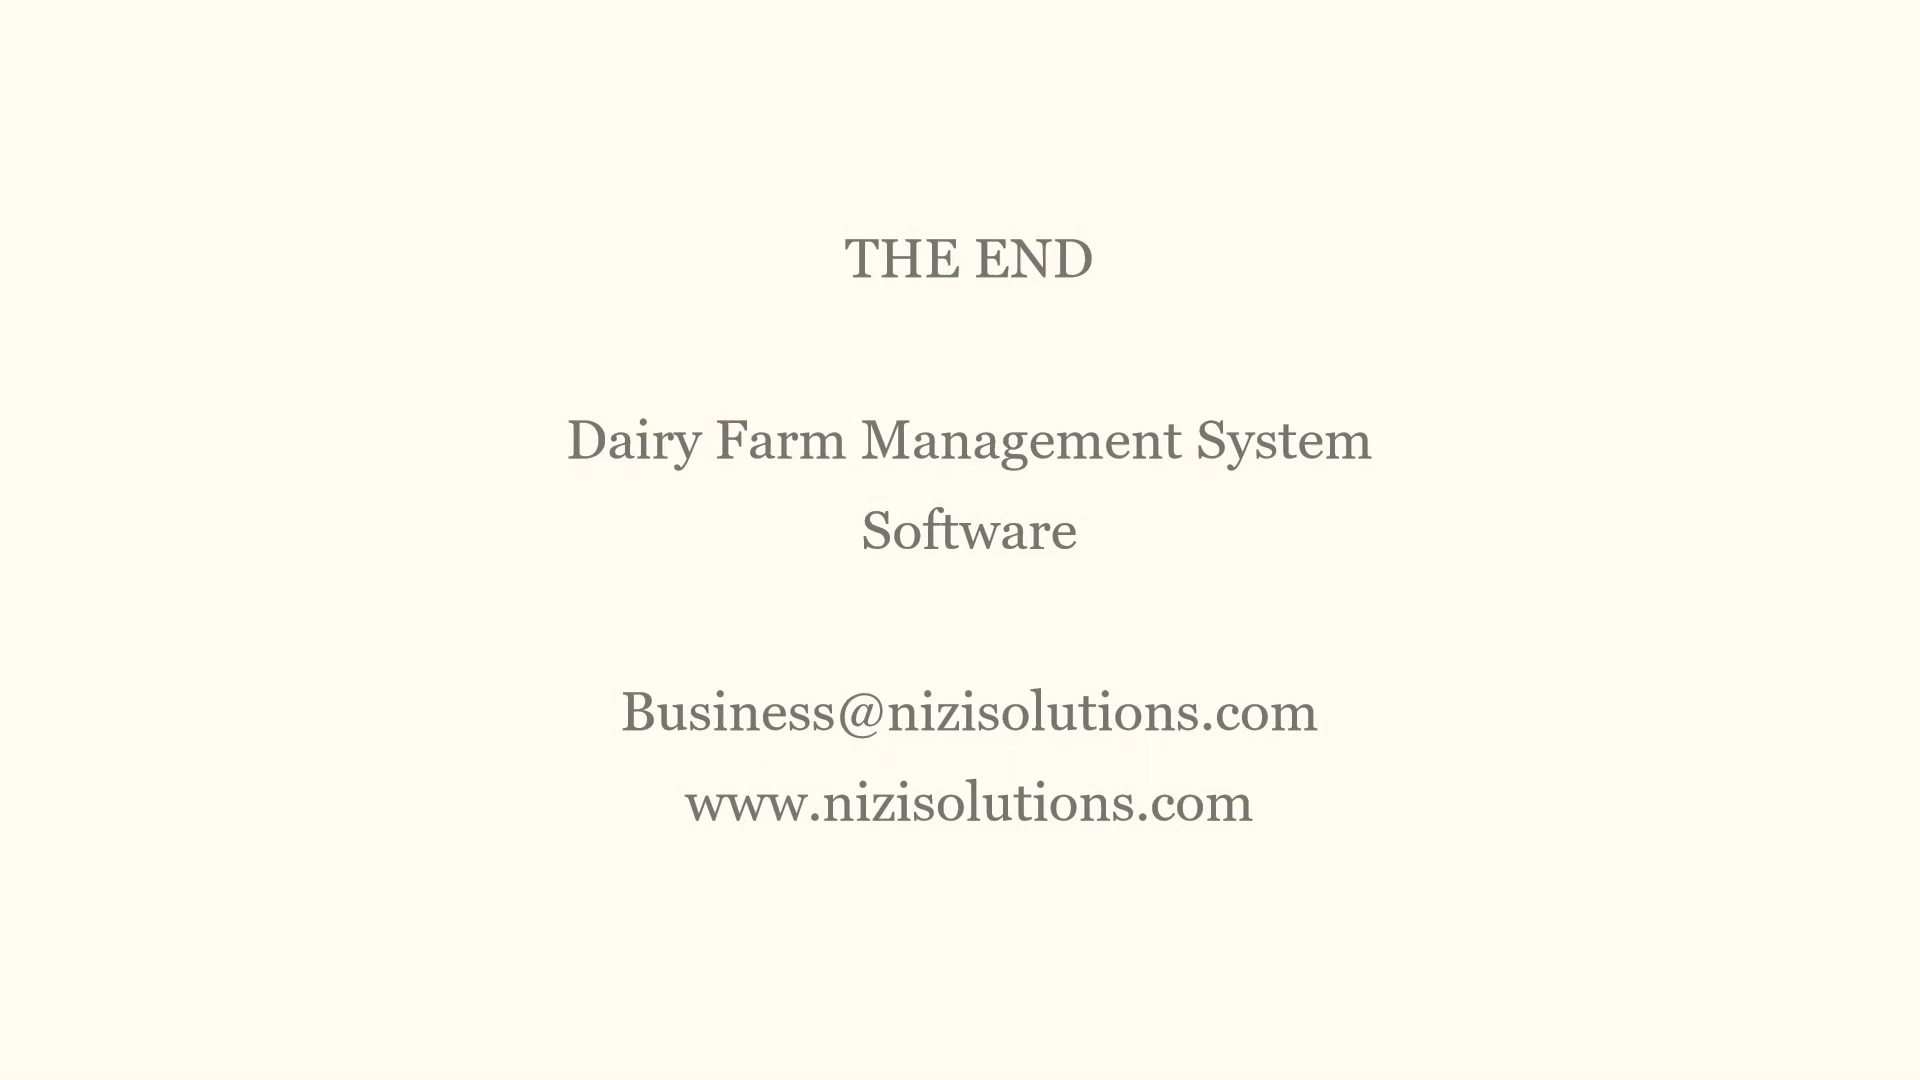 THE END
Dairy Farm Management System
Software
Business@nizisolutions.com
www.nizisolutions.com